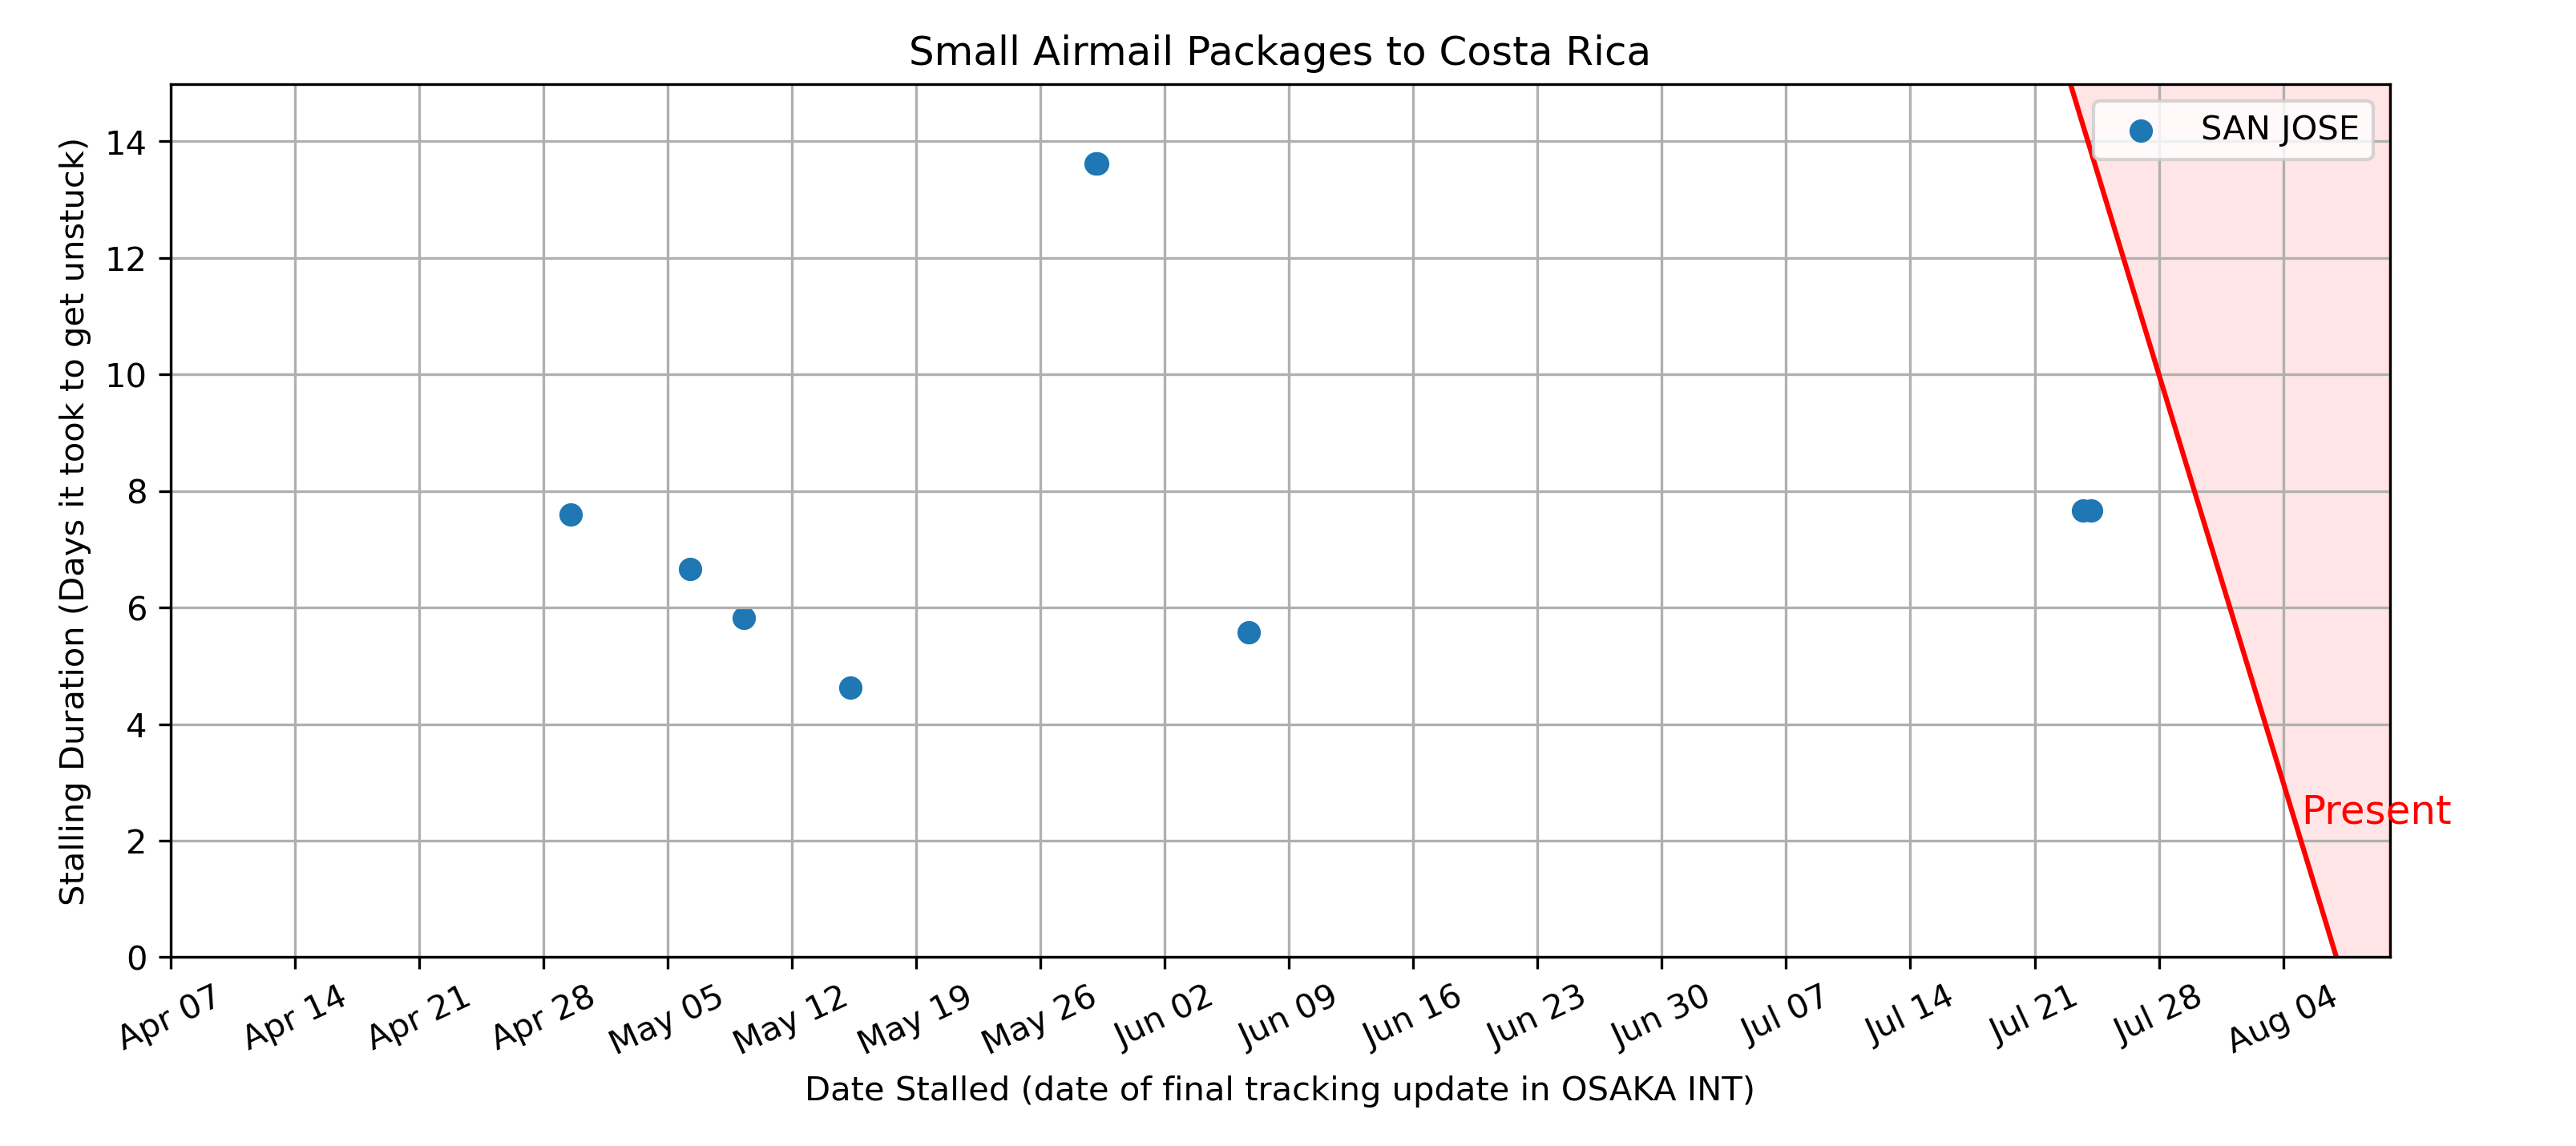 Small Airmail Packages to Costa Rica
SAN JOSE
Stalling Duration (Days it took to get unstuck)
14
12
10
8
6
4
2
0
Present
Apr 07
Apr 14
Apr 21
Apr 28
May 05
May 12
May 19
May 26
Jun 02
Jun 09
Jun 16
Jun 23
Jun 30
Jul 07
Jul 14
Jul 21
Jul 28
Aug 04
Date Stalled (date of final tracking update in OSAKA INT)